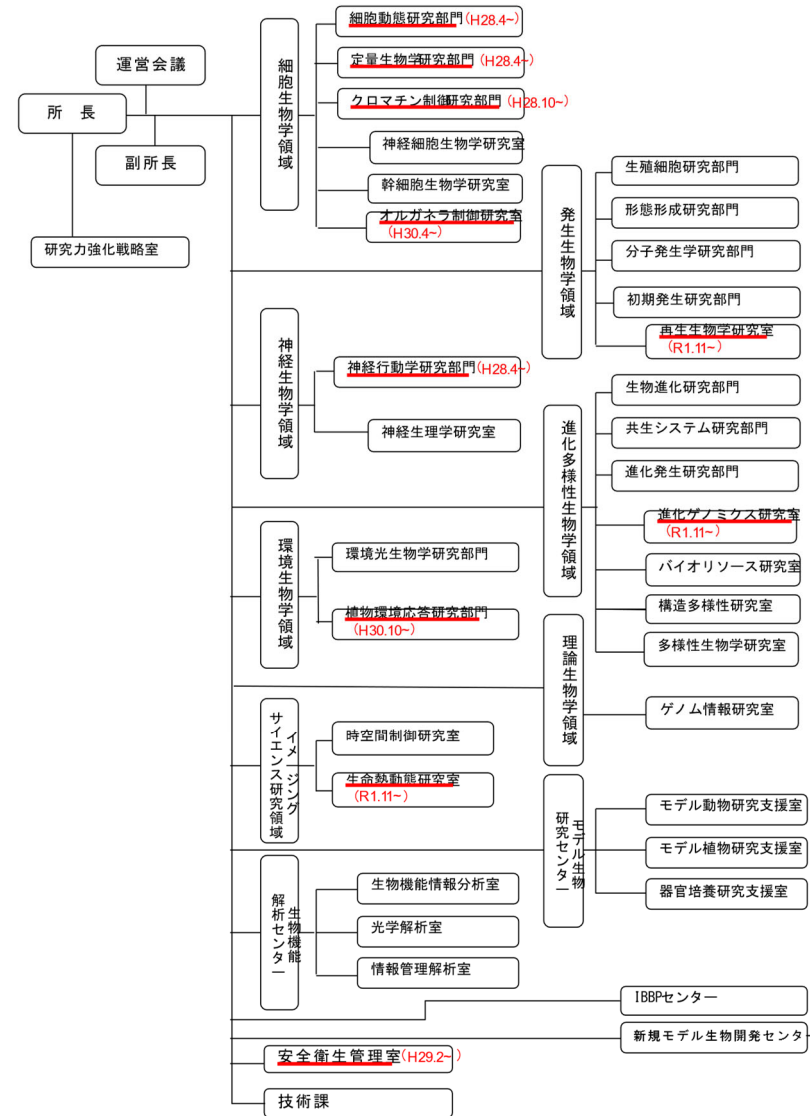 運営会議
所　長
副所長
研究力強化戦略室
細胞生物学領域
細胞動態研究部門(H28.4~)
定量生物学研究部門 (H28.4~)
クロマチン制御研究部門(H28.10~)
神経細胞生物学研究室
幹細胞生物学研究室
オルガネラ制御研究室
(H30.4~)
発生生物学領域
生殖細胞研究部門
形態形成研究部門
分子発生学研究部門
初期発生研究部門
再生生物学研究室
(R1.11~)
神経生物学領域
神経行動学研究部門(H28.4~)
神経生理学研究室
進化多様性生物学領域
生物進化研究部門
共生システム研究部門
進化発生研究部門
進化ゲノミクス研究室
(R1.11~)
バイオリソース研究室
構造多様性研究室
多様性生物学研究室
環境生物学領域
環境光生物学研究部門
植物環境応答研究部門
(H30.10~)
理論生物学領域
ゲノム情報研究室
イメージング
サイエンス研究領域
時空間制御研究室
生命熱動態研究室
(R1.11~)
モデル生物
研究センター
モデル動物研究支援室
モデル植物研究支援室
器官培養研究支援室
生物機能
解析センター
生物機能情報分析室
光学解析室
情報管理解析室
IBBPセンター
新規モデル生物開発センター
安全衛生管理室(H29.2~)
技術課